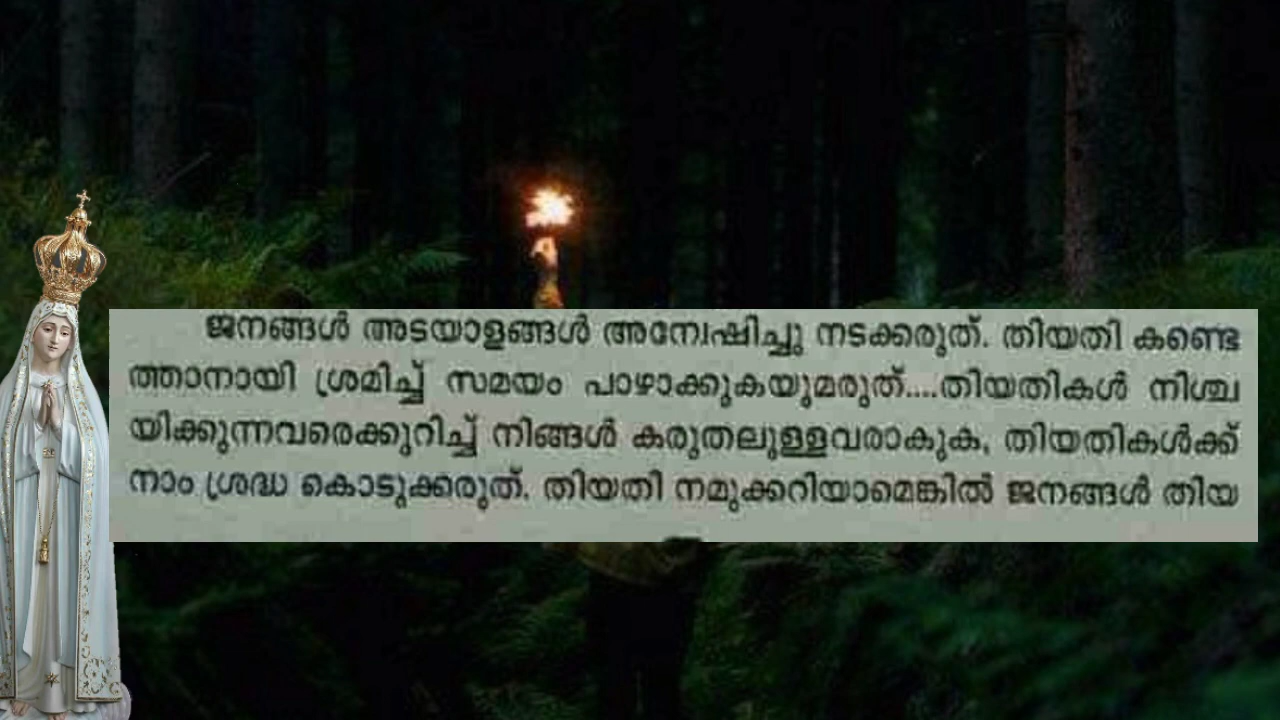 ജനങ്ങൾ അടയാളങ്ങൾ അന്വേഷിച്ചു നടക്കരുത്. തിയതി കണ്ടെ
ത്താനായി ശ്രമിച്ച് സമയം പാഴാക്കുകയുമരുത്....തിയതികൾ നിശ്ച
യിക്കുന്നവരെക്കുറിച്ച് നിങ്ങൾ കരുതലുള്ളവരാകുക, തിയതികൾക്ക്
നാം ശ്രദ്ധ കൊടുക്കരുത്. തിയതി നമുക്കറിയാമെങ്കിൽ ജനങ്ങൾ തിയ